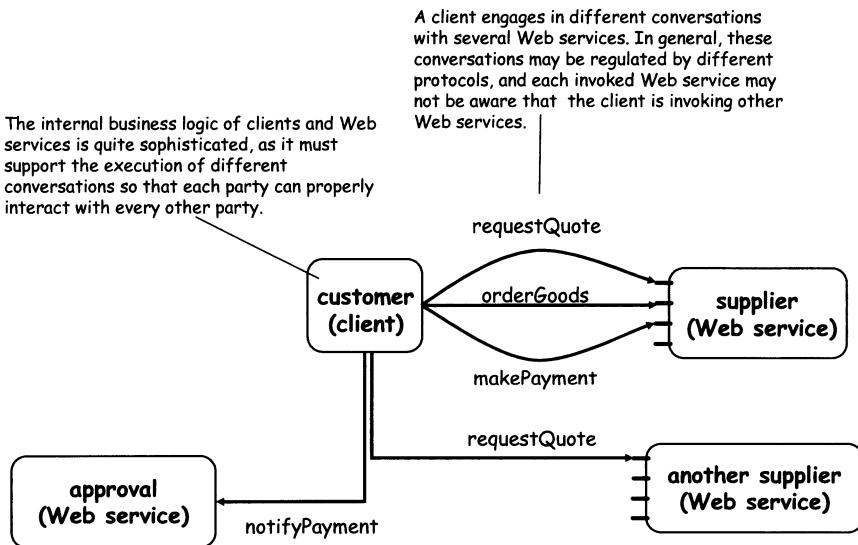 A client engages in different conversations
with several Web services. In general, these
conversations may be regulated by different
protocols, and each invoked Web service may
not be aware that the client is invoking other
Web services.
The internal business logic of clients and Web
services is quite sophisticated, as it must
support the execution of different
conversations so that each party can properly
interact with every other party.
requestQuote
customer
(client)
orderGoods
supplier
(Web service)
makePayment
requestQuote
another supplier
(Web service)
approval
(Web service)
notifyPayment